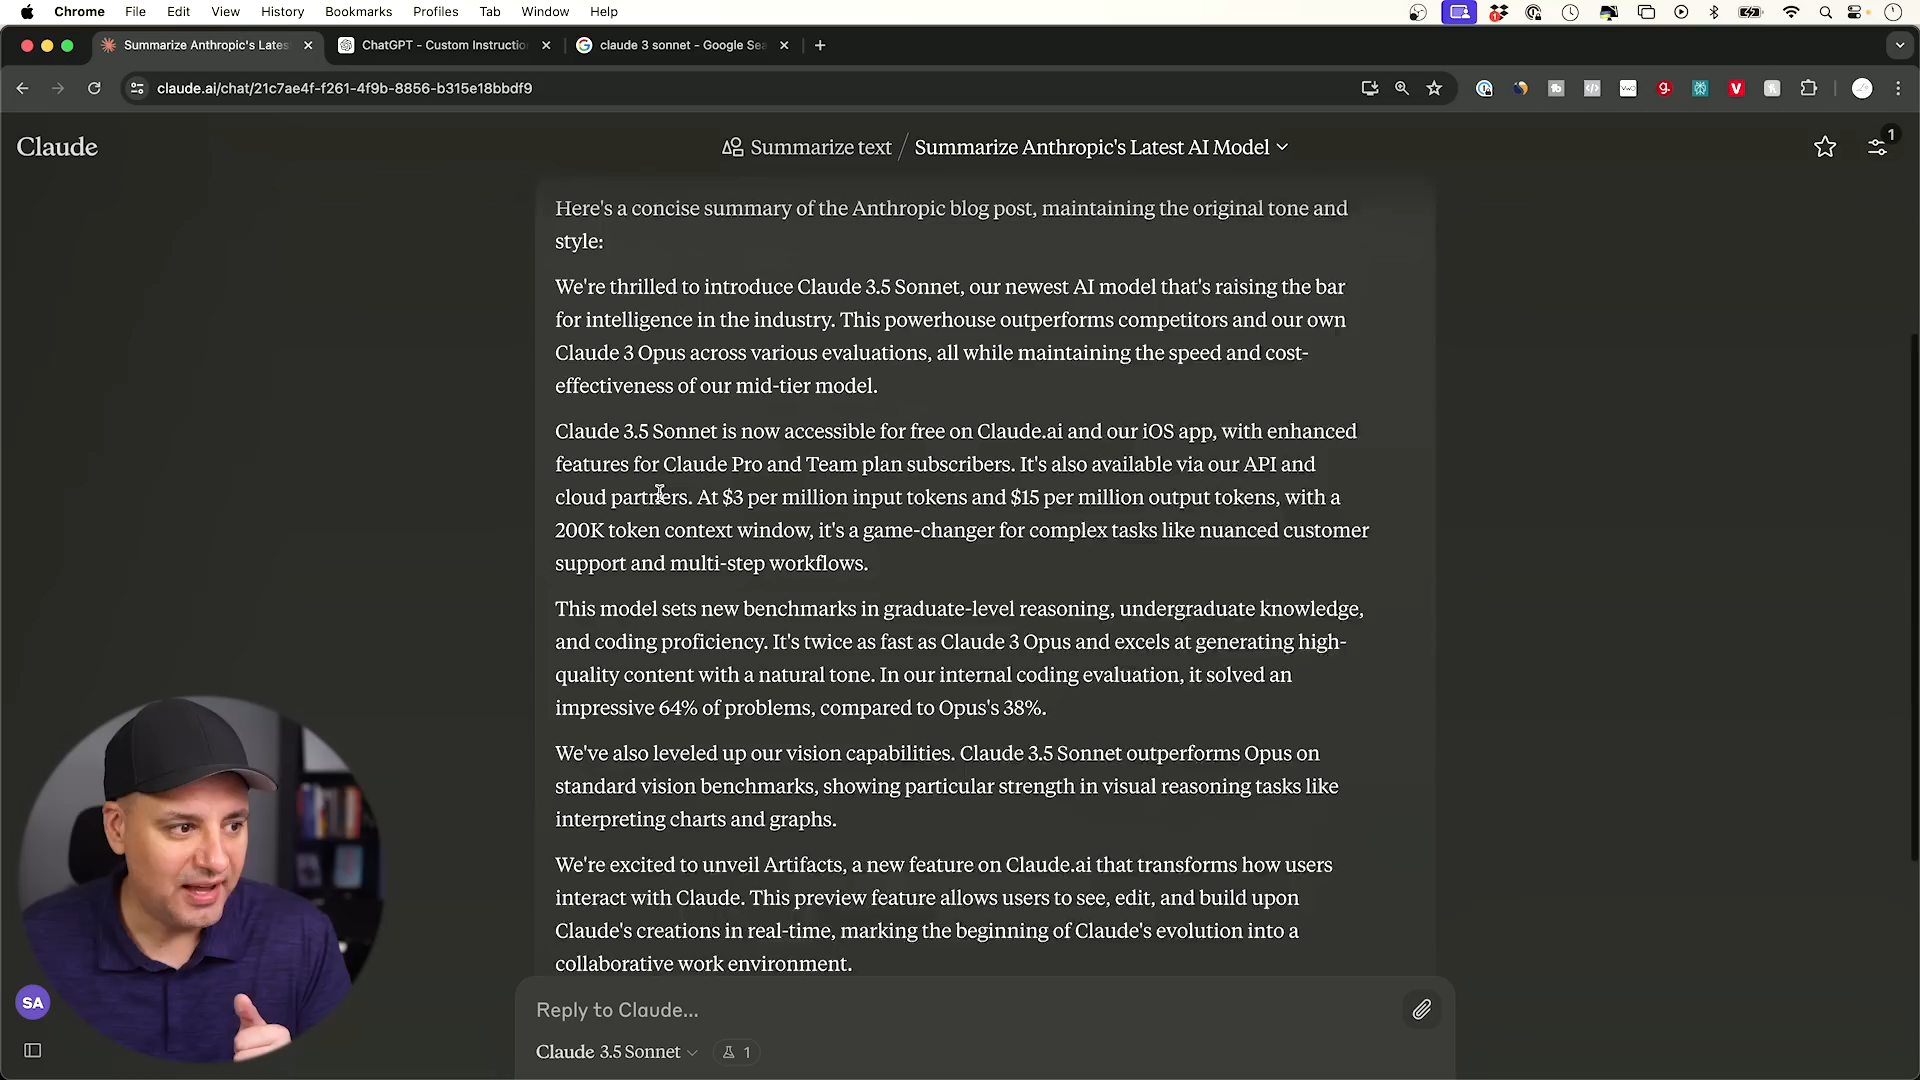 Chrome File Edit View History Bookmarks Profiles Tab Window Help
Summarize Anthropic's Lates
ChatGPT - Custom Instructio
claude 3 sonnet - Google Sea
claude.ai/chat/21c7ae4f-f261-4f9b-8856-b315e18bbdf9
Claude
Summarize text / Summarize Anthropic's Latest AI Model
1
Here's a concise summary of the Anthropic blog post, maintaining the original tone and
style:
We're thrilled to introduce Claude 3.5 Sonnet, our newest AI model that's raising the bar
for intelligence in the industry. This powerhouse outperforms competitors and our own
Claude 3 Opus across various evaluations, all while maintaining the speed and cost-
effectiveness of our mid-tier model.
Claude 3.5 Sonnet is now accessible for free on Claude.ai and our iOS app, with enhanced
features for Claude Pro and Team plan subscribers. It's also available via our API and
cloud partners. At $3 per million input tokens and $15 per million output tokens, with a
200K token context window, it's a game-changer for complex tasks like nuanced customer
support and multi-step workflows.
This model sets new benchmarks in graduate-level reasoning, undergraduate knowledge,
and coding proficiency. It's twice as fast as Claude 3 Opus and excels at generating high-
quality content with a natural tone. In our internal coding evaluation, it solved an
impressive 64% of problems, compared to Opus's 38%.
We've also leveled up our vision capabilities. Claude 3.5 Sonnet outperforms Opus on
standard vision benchmarks, showing particular strength in visual reasoning tasks like
interpreting charts and graphs.
We're excited to unveil Artifacts, a new feature on Claude.ai that transforms how users
interact with Claude. This preview feature allows users to see, edit, and build upon
Claude's creations in real-time, marking the beginning of Claude's evolution into a
collaborative work environment.
SA
Reply to Claude...
Claude 3.5 Sonnet
1